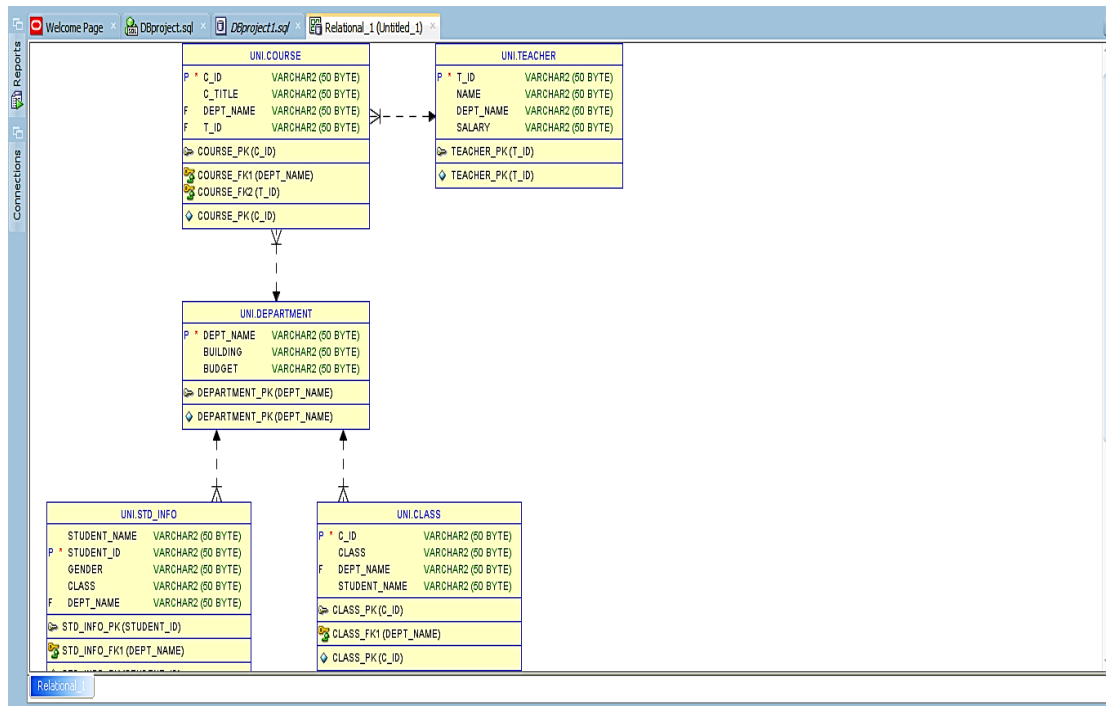 Welcome Page DBproject.sql DBproject1.sql Relational_1 (Untitled_1)
Reports
Connections
UNI.COURSE
P * C_ID VARCHAR2 (50 BYTE)
C_TITLE VARCHAR2 (50 BYTE)
F DEPT_NAME VARCHAR2 (50 BYTE)
F T_ID VARCHAR2 (50 BYTE)
COURSE_PK (C_ID)
COURSE_FK1 (DEPT_NAME)
COURSE_FK2 (T_ID)
COURSE_PK (C_ID)
UNI.TEACHER
P * T_ID VARCHAR2 (50 BYTE)
NAME VARCHAR2 (50 BYTE)
DEPT_NAME VARCHAR2 (50 BYTE)
SALARY VARCHAR2 (50 BYTE)
TEACHER_PK (T_ID)
TEACHER_PK (T_ID)
UNI.DEPARTMENT
P * DEPT_NAME VARCHAR2 (50 BYTE)
BUILDING VARCHAR2 (50 BYTE)
BUDGET VARCHAR2 (50 BYTE)
DEPARTMENT_PK (DEPT_NAME)
DEPARTMENT_PK (DEPT_NAME)
UNI.STD_INFO
STUDENT_NAME VARCHAR2 (50 BYTE)
P * STUDENT_ID VARCHAR2 (50 BYTE)
GENDER VARCHAR2 (50 BYTE)
CLASS VARCHAR2 (50 BYTE)
F DEPT_NAME VARCHAR2 (50 BYTE)
STD_INFO_PK (STUDENT_ID)
STD_INFO_FK1 (DEPT_NAME)
UNI.CLASS
P * C_ID VARCHAR2 (50 BYTE)
CLASS VARCHAR2 (50 BYTE)
F DEPT_NAME VARCHAR2 (50 BYTE)
STUDENT_NAME VARCHAR2 (50 BYTE)
CLASS_PK (C_ID)
CLASS_FK1 (DEPT_NAME)
CLASS_PK (C_ID)
Relational_1